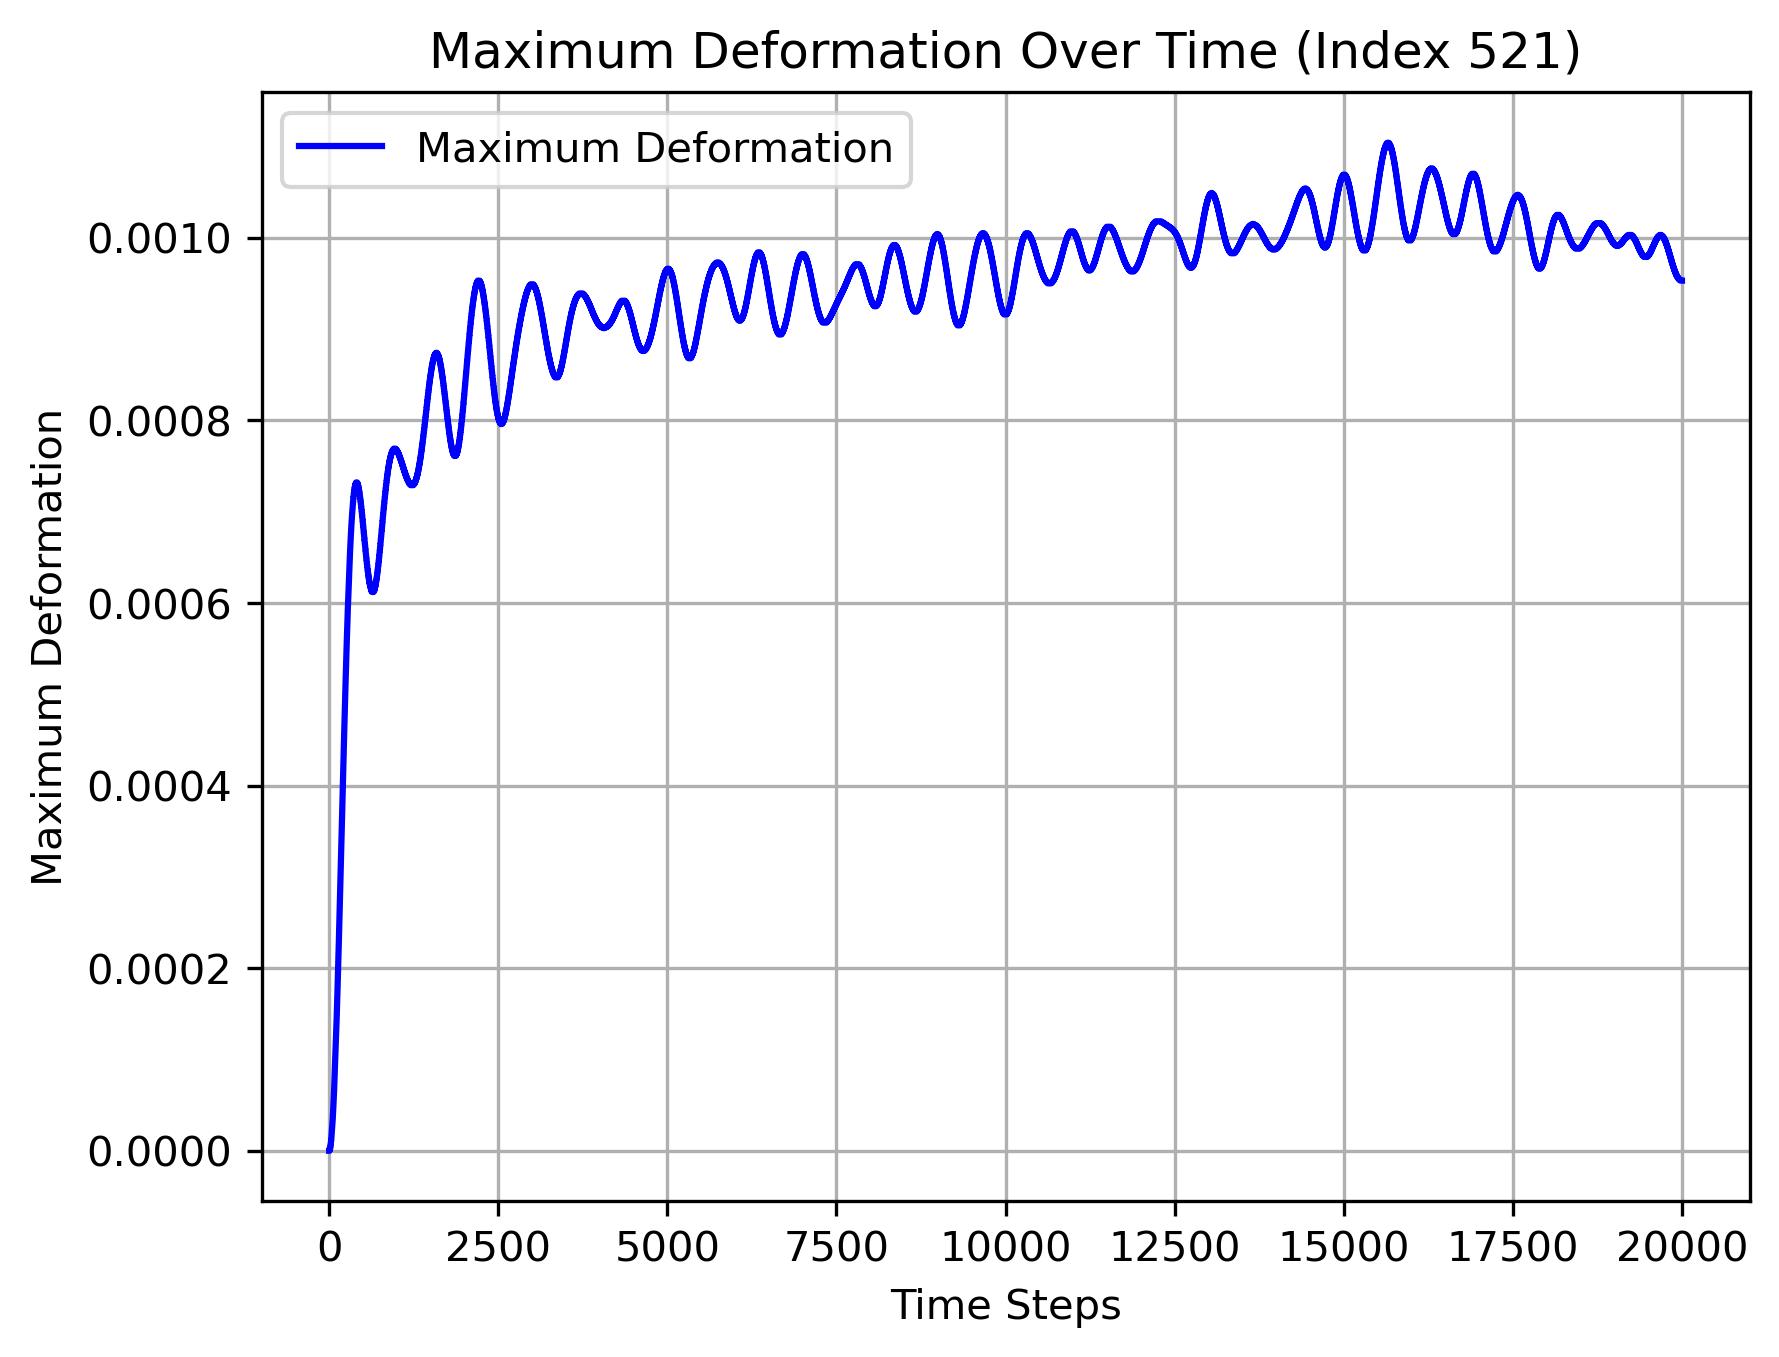 Maximum Deformation Over Time (Index 521)
Maximum Deformation
Maximum Deformation
0.0010
0.0008
0.0006
0.0004
0.0002
0.0000
0 2500 5000 7500 10000 12500 15000 17500 20000
Time Steps